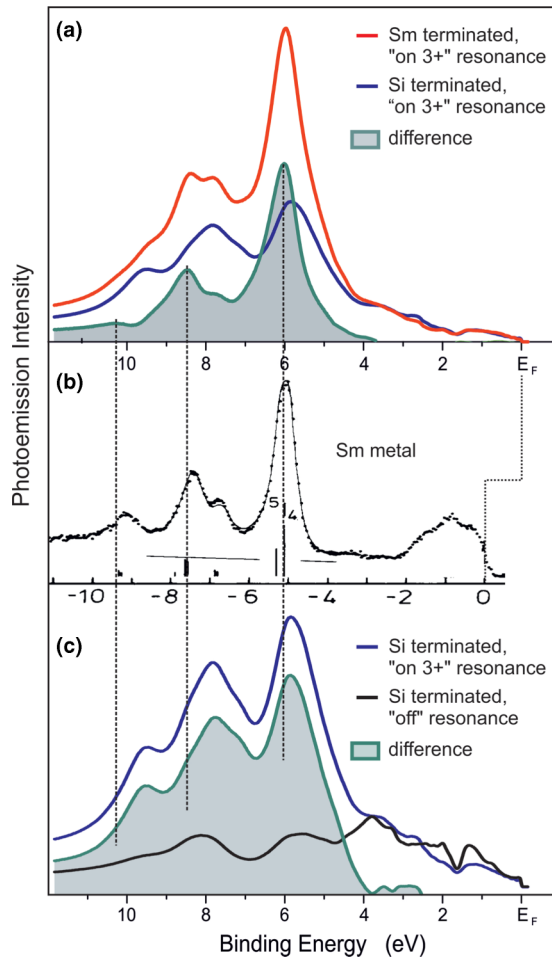 (a)
Sm terminated,
"on 3+" resonance
Si terminated,
“on 3+" resonance
difference
10 8 6 4 2 E_F
Photoemission Intensity
(b)
Sm metal
5
4
-10 -8 -6 -4 -2 0
(c)
Si terminated,
"on 3+" resonance
Si terminated,
"off" resonance
difference
10 8 6 4 2 E_F
Binding Energy (eV)